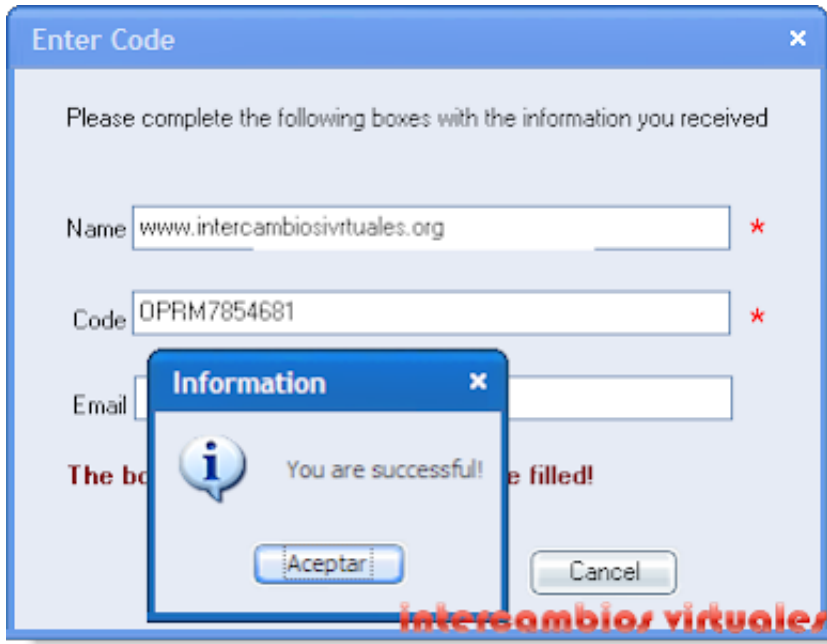 Enter Code
Please complete the following boxes with the information you received
Name www.intercambiosivrtuales.org *
Code OPRM7854681 *
Email
Information
You are successful!
The bo
e filled!
Aceptar
Cancel
intercambios virtuales